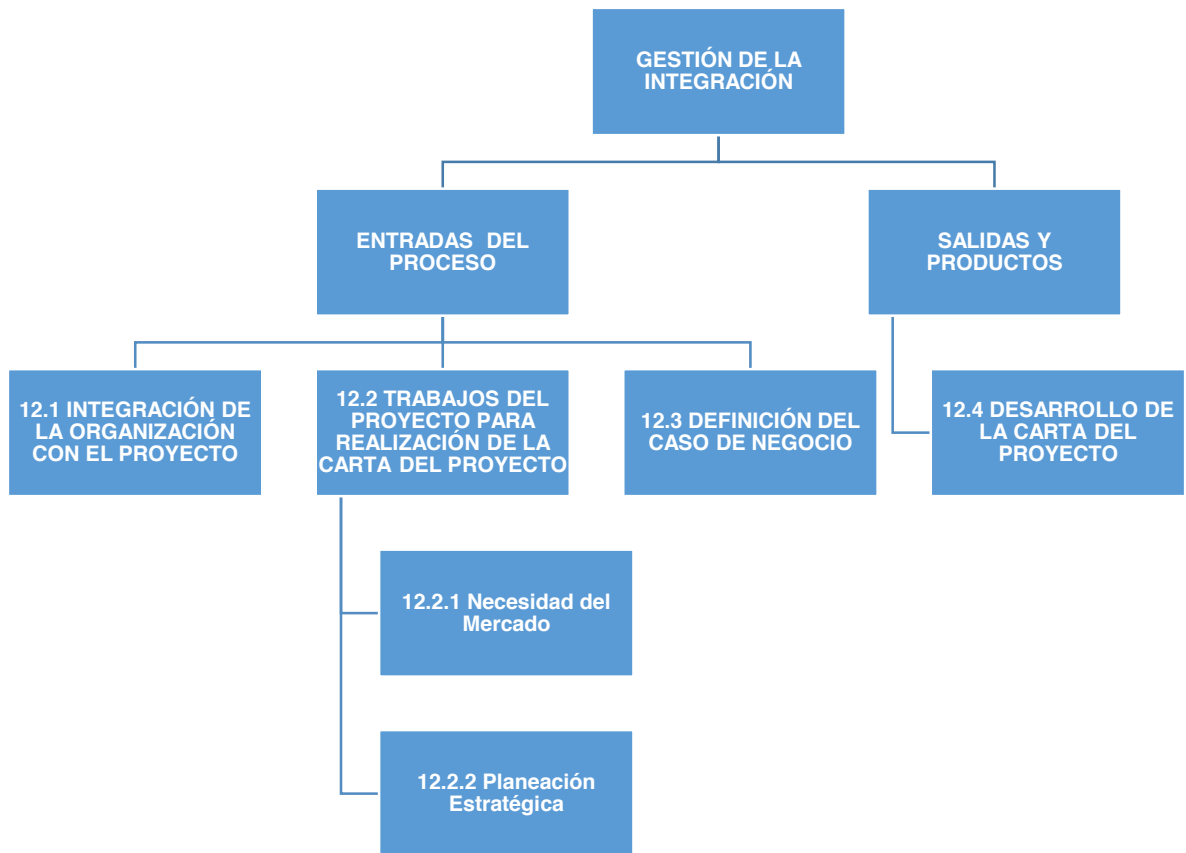 GESTIÓN DE LA
INTEGRACIÓN
ENTRADAS DEL
PROCESO
SALIDAS Y
PRODUCTOS
12.1 INTEGRACIÓN DE
LA ORGANIZACIÓN
CON EL PROYECTO
12.2 TRABAJOS DEL
PROYECTO PARA
REALIZACIÓN DE LA
CARTA DEL PROYECTO
12.3 DEFINICIÓN DEL
CASO DE NEGOCIO
12.4 DESARROLLO DE
LA CARTA DEL
PROYECTO
12.2.1 Necesidad del
Mercado
12.2.2 Planeación
Estratégica